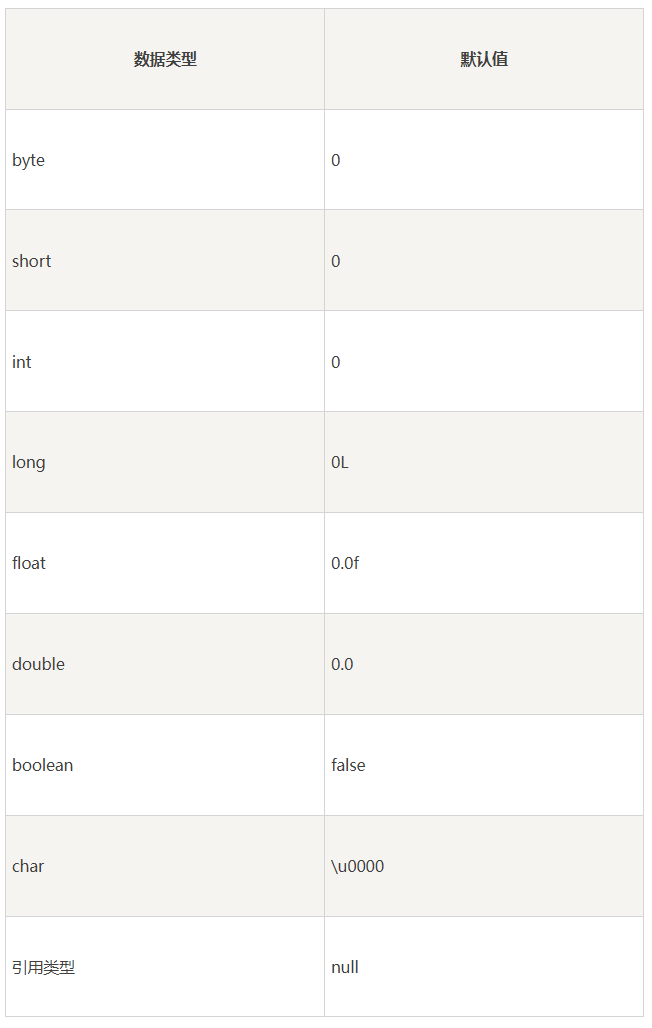 数据类型 默认值
byte 0
short 0
int 0
long 0L
float 0.0f
double 0.0
boolean false
char \u0000
引用类型 null